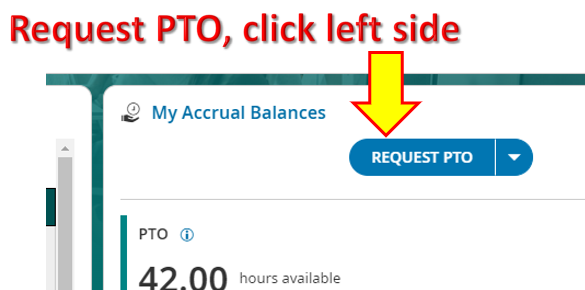 Request PTO, click left side
My Accrual Balances
REQUEST PTO
PTO
42.00 hours available